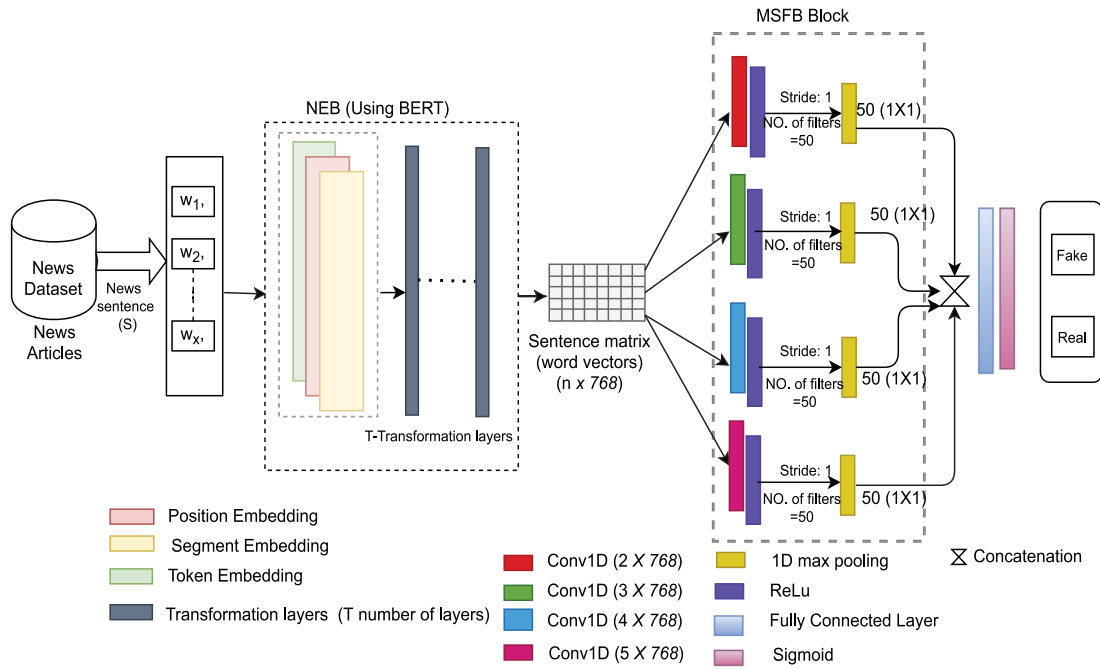 MSFB Block
NEB (Using BERT)
News
Dataset
News
Articles
News
sentence
(S)
w1,
w2,
wx,
T-Transformation layers
Sentence matrix
(word vectors)
(n x 768)
Stride: 1
NO. of filters
=50
50 (1X1)
Stride: 1
NO. of filters
=50
50 (1X1)
Stride: 1
NO. of filters
=50
50 (1X1)
Stride: 1
NO. of filters
=50
50 (1X1)
Fake
Real
Position Embedding
Segment Embedding
Token Embedding
Transformation layers (T number of layers)
Conv1D (2 X 768)
Conv1D (3 X 768)
Conv1D (4 X 768)
Conv1D (5 X 768)
1D max pooling
ReLu
Fully Connected Layer
Sigmoid
Concatenation